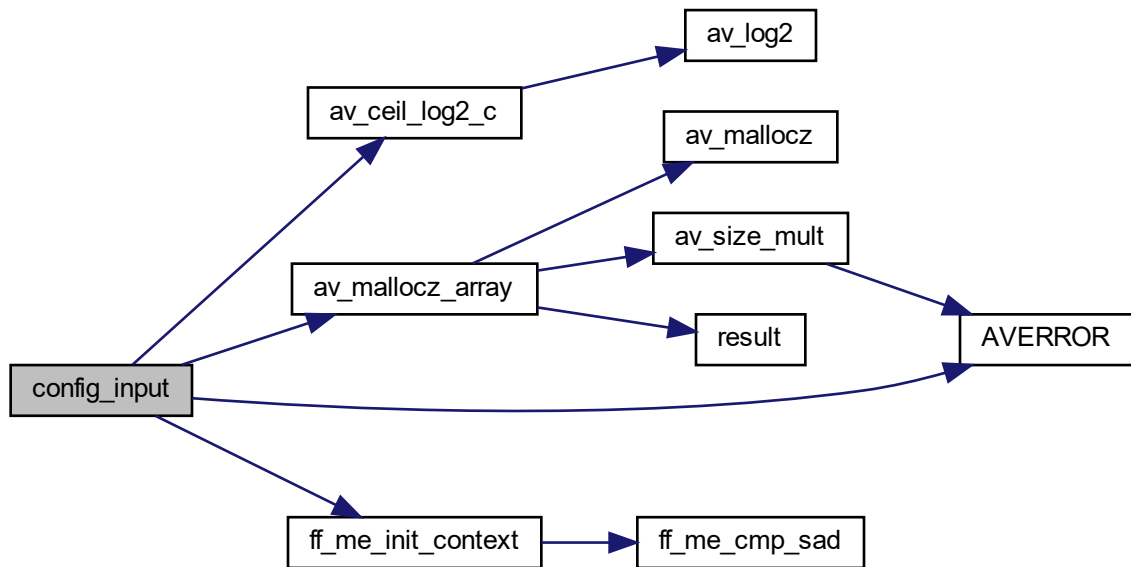 av_log2
av_ceil_log2_c
av_mallocz
av_size_mult
av_mallocz_array
result
AVERROR
config_input
ff_me_init_context
ff_me_cmp_sad